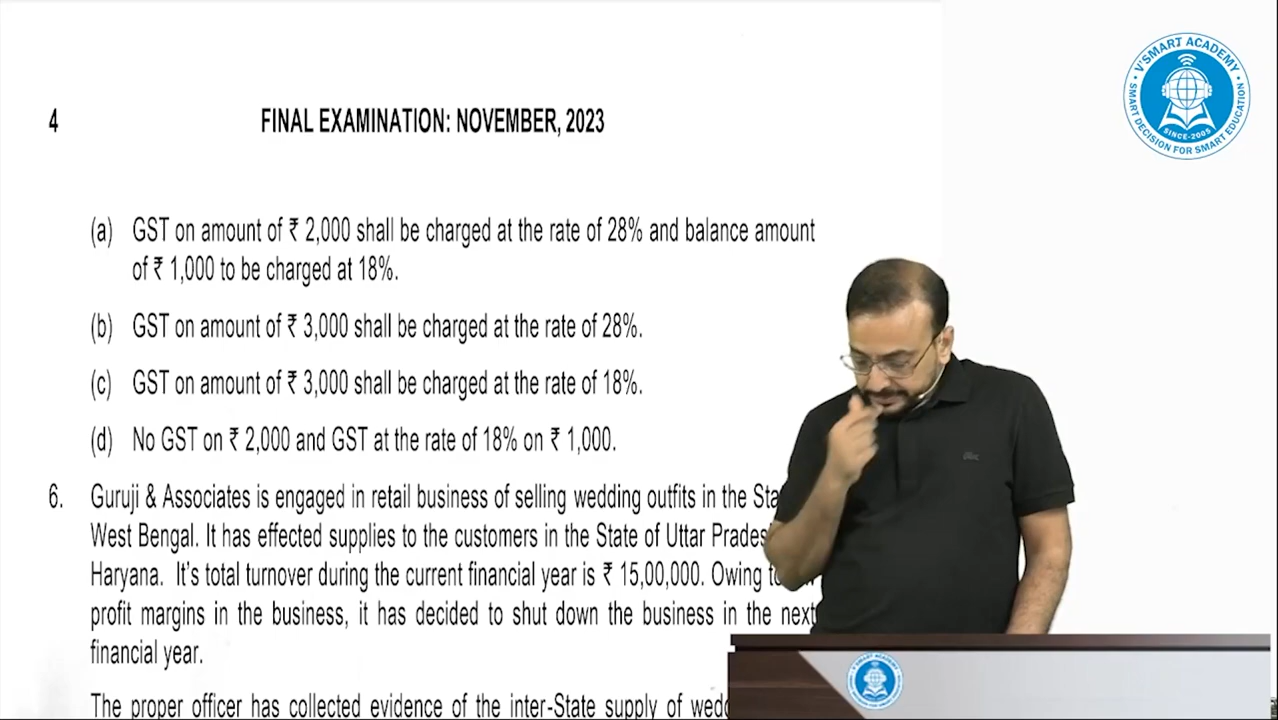 4 FINAL EXAMINATION: NOVEMBER, 2023
V'SMART ACADEMY
SINCE-2005
SMART DECISION FOR SMART EDUCATION
(a) GST on amount of ₹ 2,000 shall be charged at the rate of 28% and balance amount
of ₹ 1,000 to be charged at 18%.
(b) GST on amount of ₹ 3,000 shall be charged at the rate of 28%.
(c) GST on amount of ₹ 3,000 shall be charged at the rate of 18%.
(d) No GST on ₹ 2,000 and GST at the rate of 18% on ₹ 1,000.
6. Guruji & Associates is engaged in retail business of selling wedding outfits in the
West Bengal. It has effected supplies to the customers in the State of Uttar
Haryana. It's total turnover during the current financial year is ₹ 15,00,000. Owing
profit margins in the business, it has decided to shut down the business in the next
financial year.
The proper officer has collected evidence of the inter-State supply of